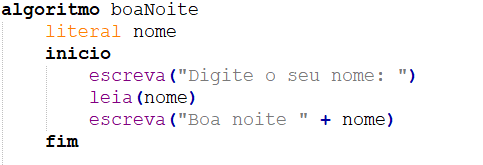 algoritmo boaNoite
literal nome
inicio
escreva("Digite o seu nome: ")
leia(nome)
escreva("Boa noite " + nome)
fim